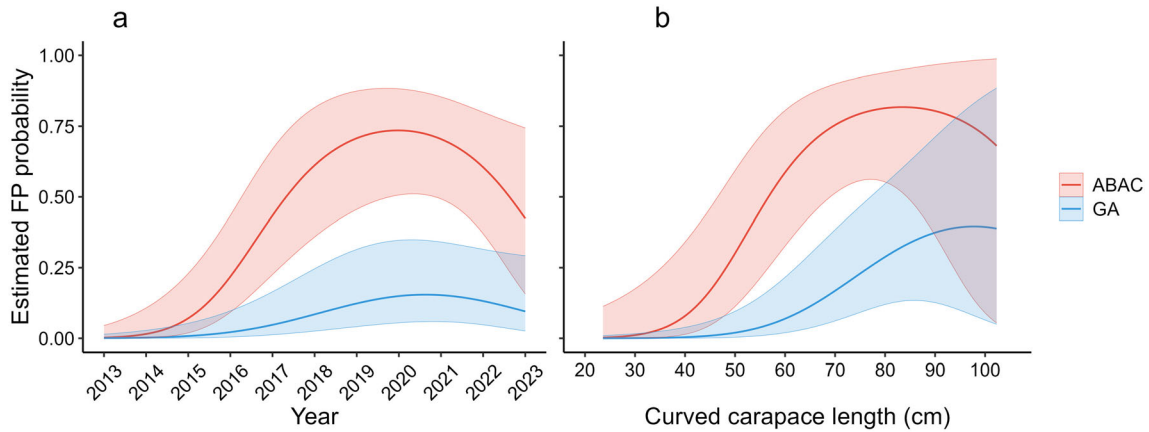 a
b
Estimated FP probability
1.00
0.75
0.50
0.25
0.00
2013 2014 2015 2016 2017 2018 2019 2020 2021 2022 2023
Year
20 30 40 50 60 70 80 90 100
Curved carapace length (cm)
ABAC
GA